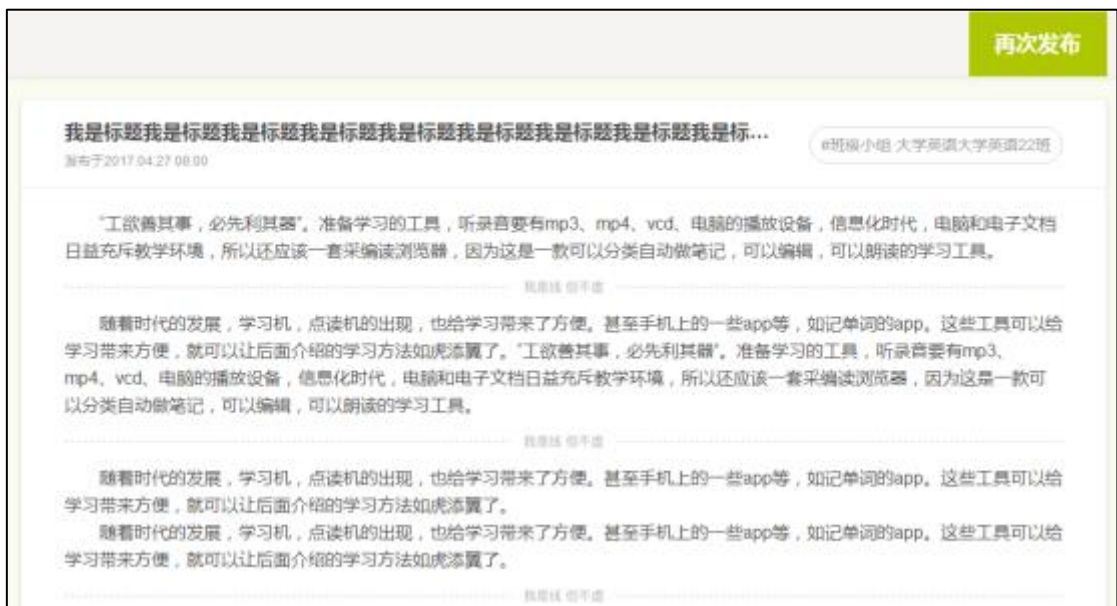 再次发布
我是标题我是标题我是标题我是标题我是标题我是标题我是标题我是标题我是标...
发布于2017.04.27 08:00
#班级小组 大学英语大学英语22班
“工欲善其事，必先利其器”。准备学习的工具，听录音要有mp3、mp4、vcd、电脑的播放设备，信息化时代，电脑和电子文档
日益充斥教学环境，所以还应该一套采编读浏览器，因为这是一款可以分类自动做笔记，可以编辑，可以朗读的学习工具。
我是线 但不虚
随着时代的发展，学习机，点读机的出现，也给学习带来了方便。甚至手机上的一些app等，如记单词的app。这些工具可以给
学习带来方便，就可以让后面介绍的学习方法如虎添翼了。“工欲善其事，必先利其器”。准备学习的工具，听录音要有mp3、
mp4、vcd、电脑的播放设备，信息化时代，电脑和电子文档日益充斥教学环境，所以还应该一套采编读浏览器，因为这是一款可
以分类自动做笔记，可以编辑，可以朗读的学习工具。
我是线 但不虚
随着时代的发展，学习机，点读机的出现，也给学习带来了方便。甚至手机上的一些app等，如记单词的app。这些工具可以给
学习带来方便，就可以让后面介绍的学习方法如虎添翼了。
随着时代的发展，学习机，点读机的出现，也给学习带来了方便。甚至手机上的一些app等，如记单词的app。这些工具可以给
学习带来方便，就可以让后面介绍的学习方法如虎添翼了。
我是线 但不虚